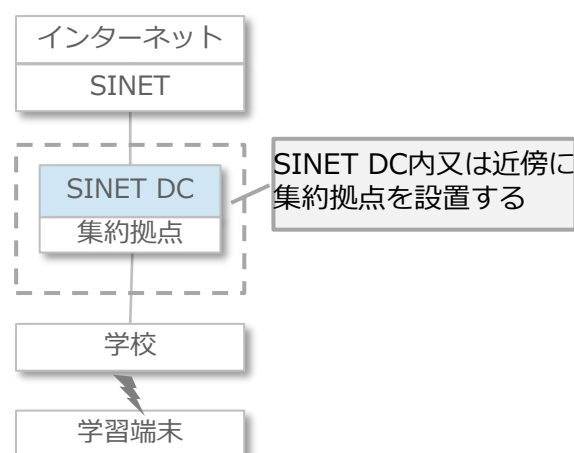 インターネット
SINET
SINET DC
集約拠点
SINET DC内又は近傍に
集約拠点を設置する
学校
学習端末